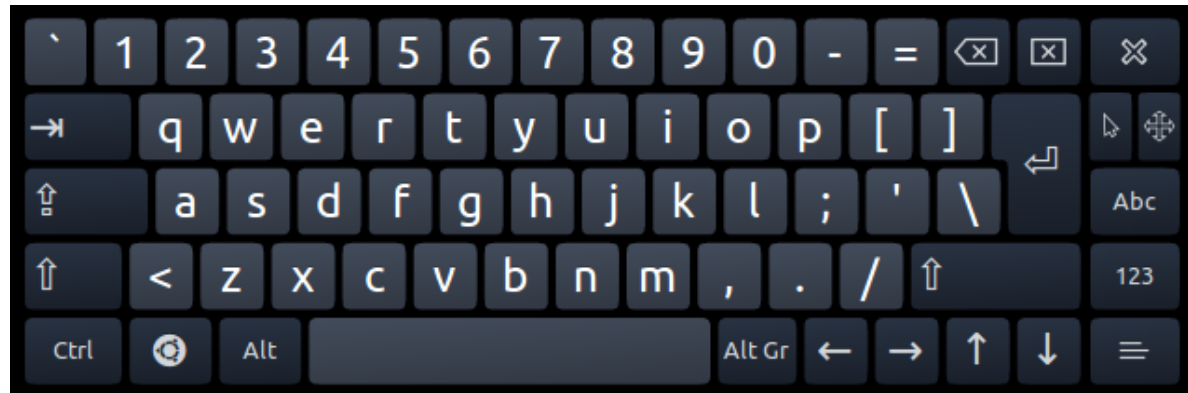 ` 1 2 3 4 5 6 7 8 9 0 - =
q w e r t y u i o p [ ]
a s d f g h j k l ; ' \ Abc
< z x c v b n m , . / 123
Ctrl Alt Alt Gr